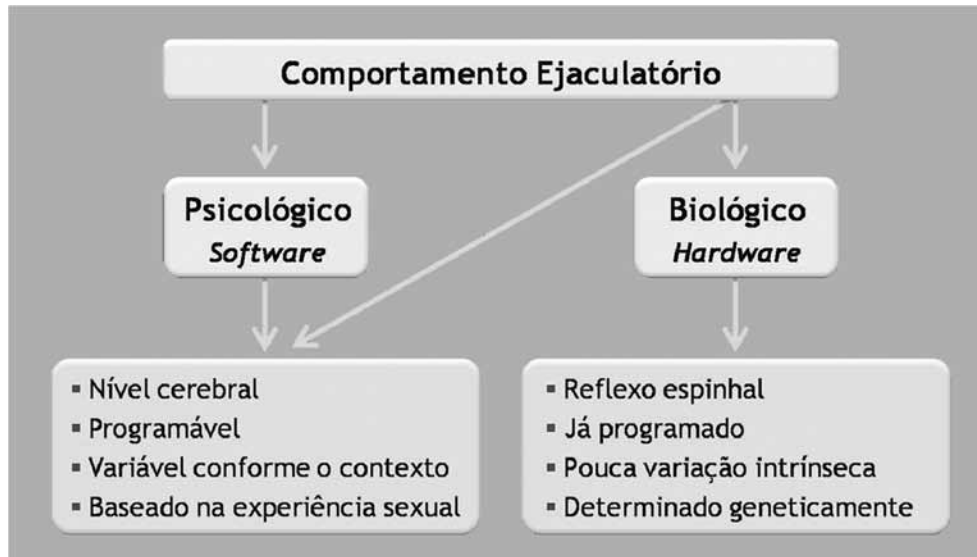 Comportamento Ejaculatório
Psicológico
Software
Biológico
Hardware
▪ Nível cerebral
▪ Programável
▪ Variável conforme o contexto
▪ Baseado na experiência sexual
▪ Reflexo espinhal
▪ Já programado
▪ Pouca variação intrínseca
▪ Determinado geneticamente